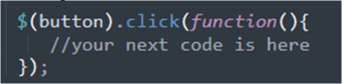 $(button).click(function(){
//your next code is here
});